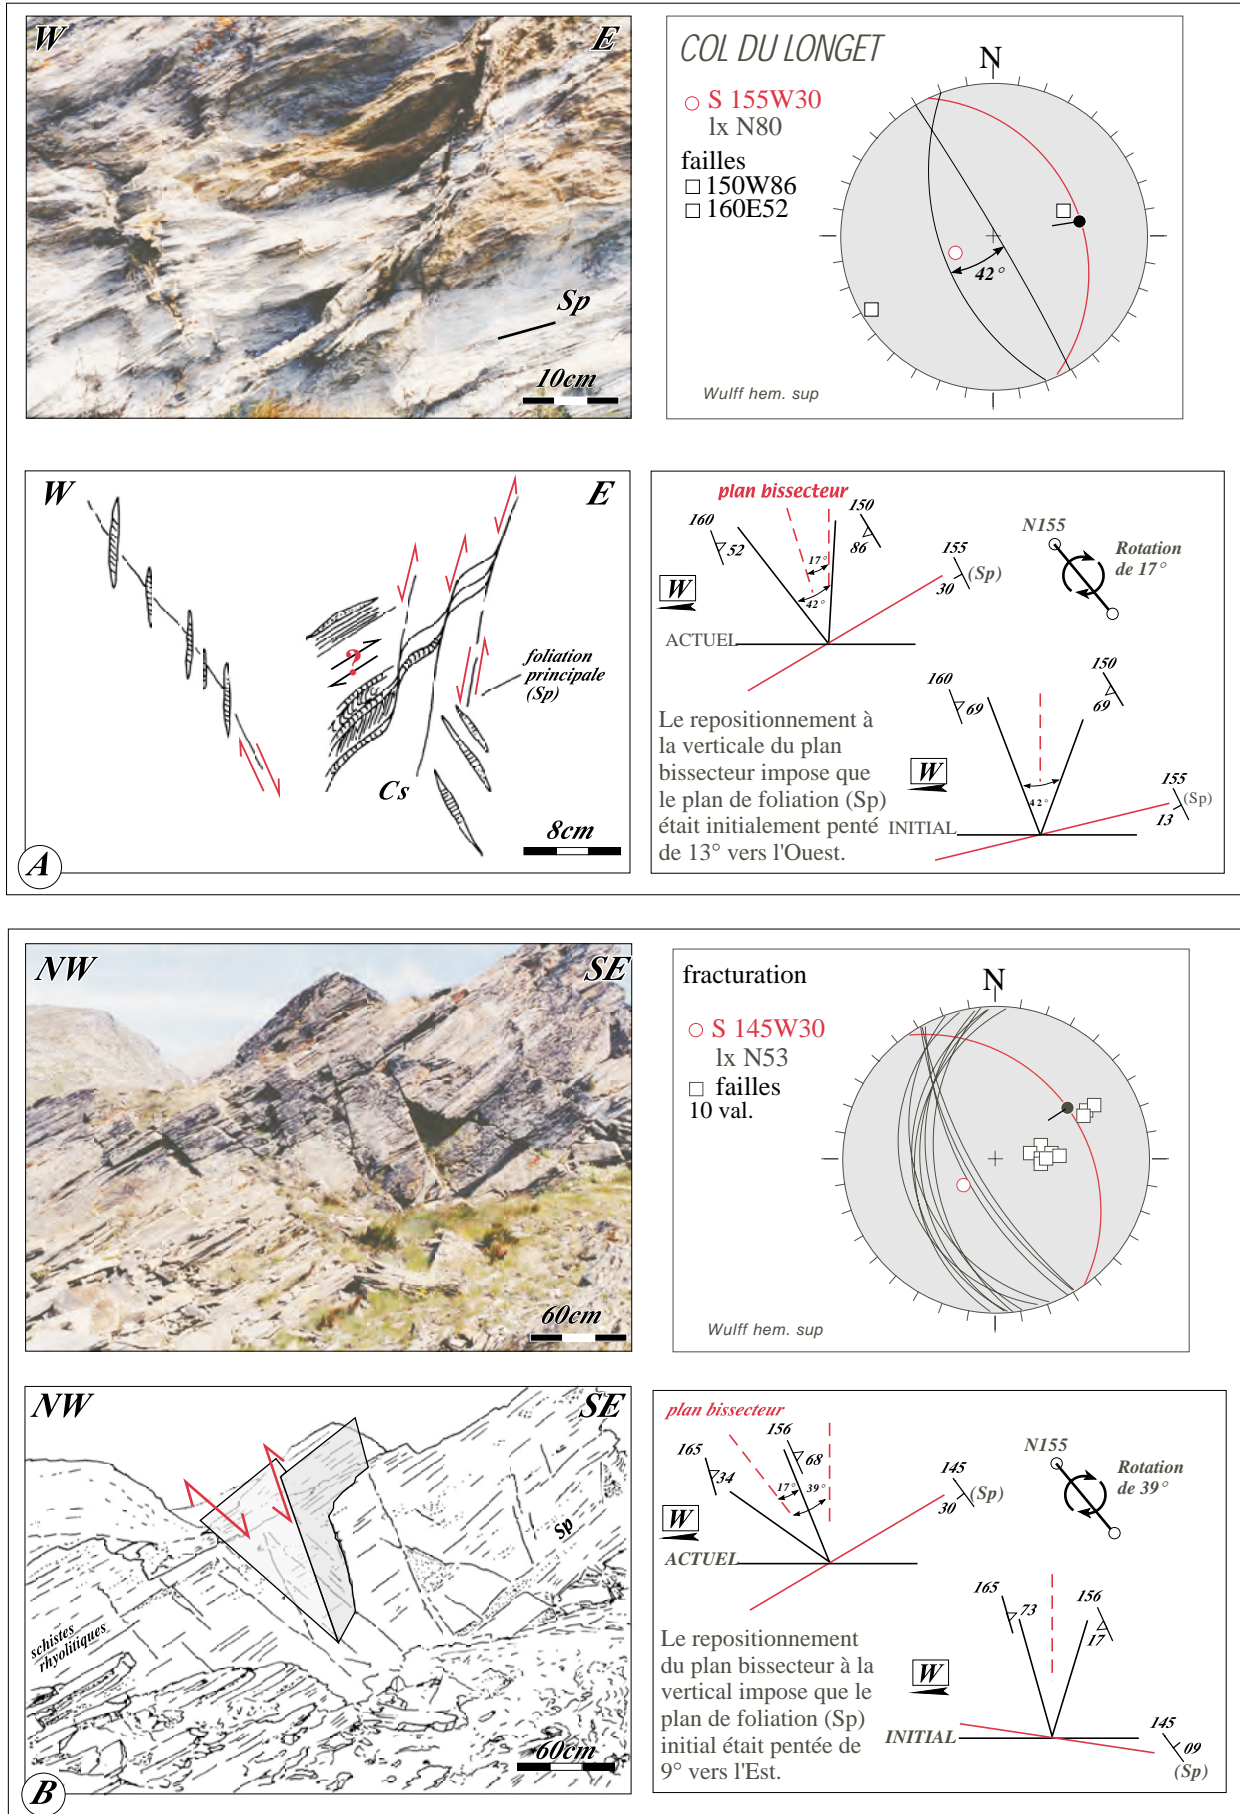 W E
Sp
10cm
COL DU LONGET
S 155W30
lx N80
failles
150W86
160E52
N
42°
Wulff hem. sup
W E
?
foliation
principale
(Sp)
Cs
8cm
A
plan bissecteur
160
52
150
86
17°
42°
155
(Sp)
30
W
ACTUEL
N155
Rotation
de 17°
Le repositionnement à
la verticale du plan
bissecteur impose que
le plan de foliation (Sp)
était initialement penté
de 13° vers l'Ouest.
160
69
150
69
W
42°
155
(Sp)
13
INITIAL
NW SE
60cm
fracturation
S 145W30
lx N53
failles
10 val.
N
Wulff hem. sup
NW SE
Sp
schistes
rhyolitiques
60cm
B
plan bissecteur
165
34
156
68
17°
39°
145
(Sp)
30
W
ACTUEL
N155
Rotation
de 39°
Le repositionnement
du plan bissecteur à la
vertical impose que le
plan de foliation (Sp)
initial était pentée de
9° vers l'Est.
165
73
156
17
W
INITIAL
145
09
(Sp)